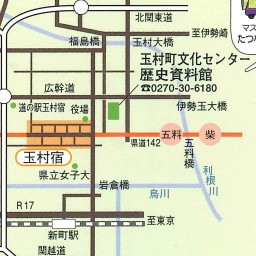 北関東道
至伊勢崎
マス
たつ
福島橋
玉村大橋
玉村町文化センター
歴史資料館
☎0270-30-6180
広幹道
道の駅玉村宿
役場
伊勢玉大橋
五料
柴
県道142
五料橋
玉村宿
県立女子大
岩倉橋
烏川
利根川
R17
至東京
新町駅
関越道